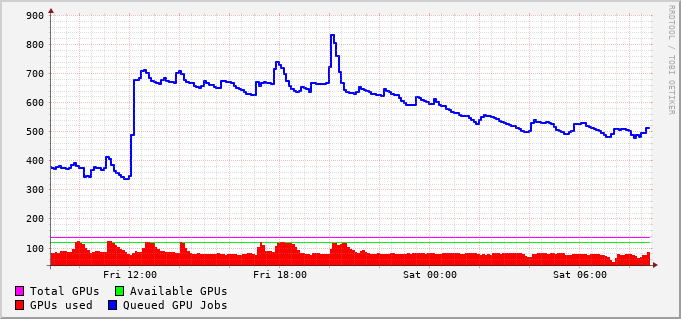 900
800
700
600
500
400
300
200
100
Fri 12:00 Fri 18:00 Sat 00:00 Sat 06:00
Total GPUs Available GPUs
GPUs used Queued GPU Jobs
RRDTOOL / TOBI OETIKER